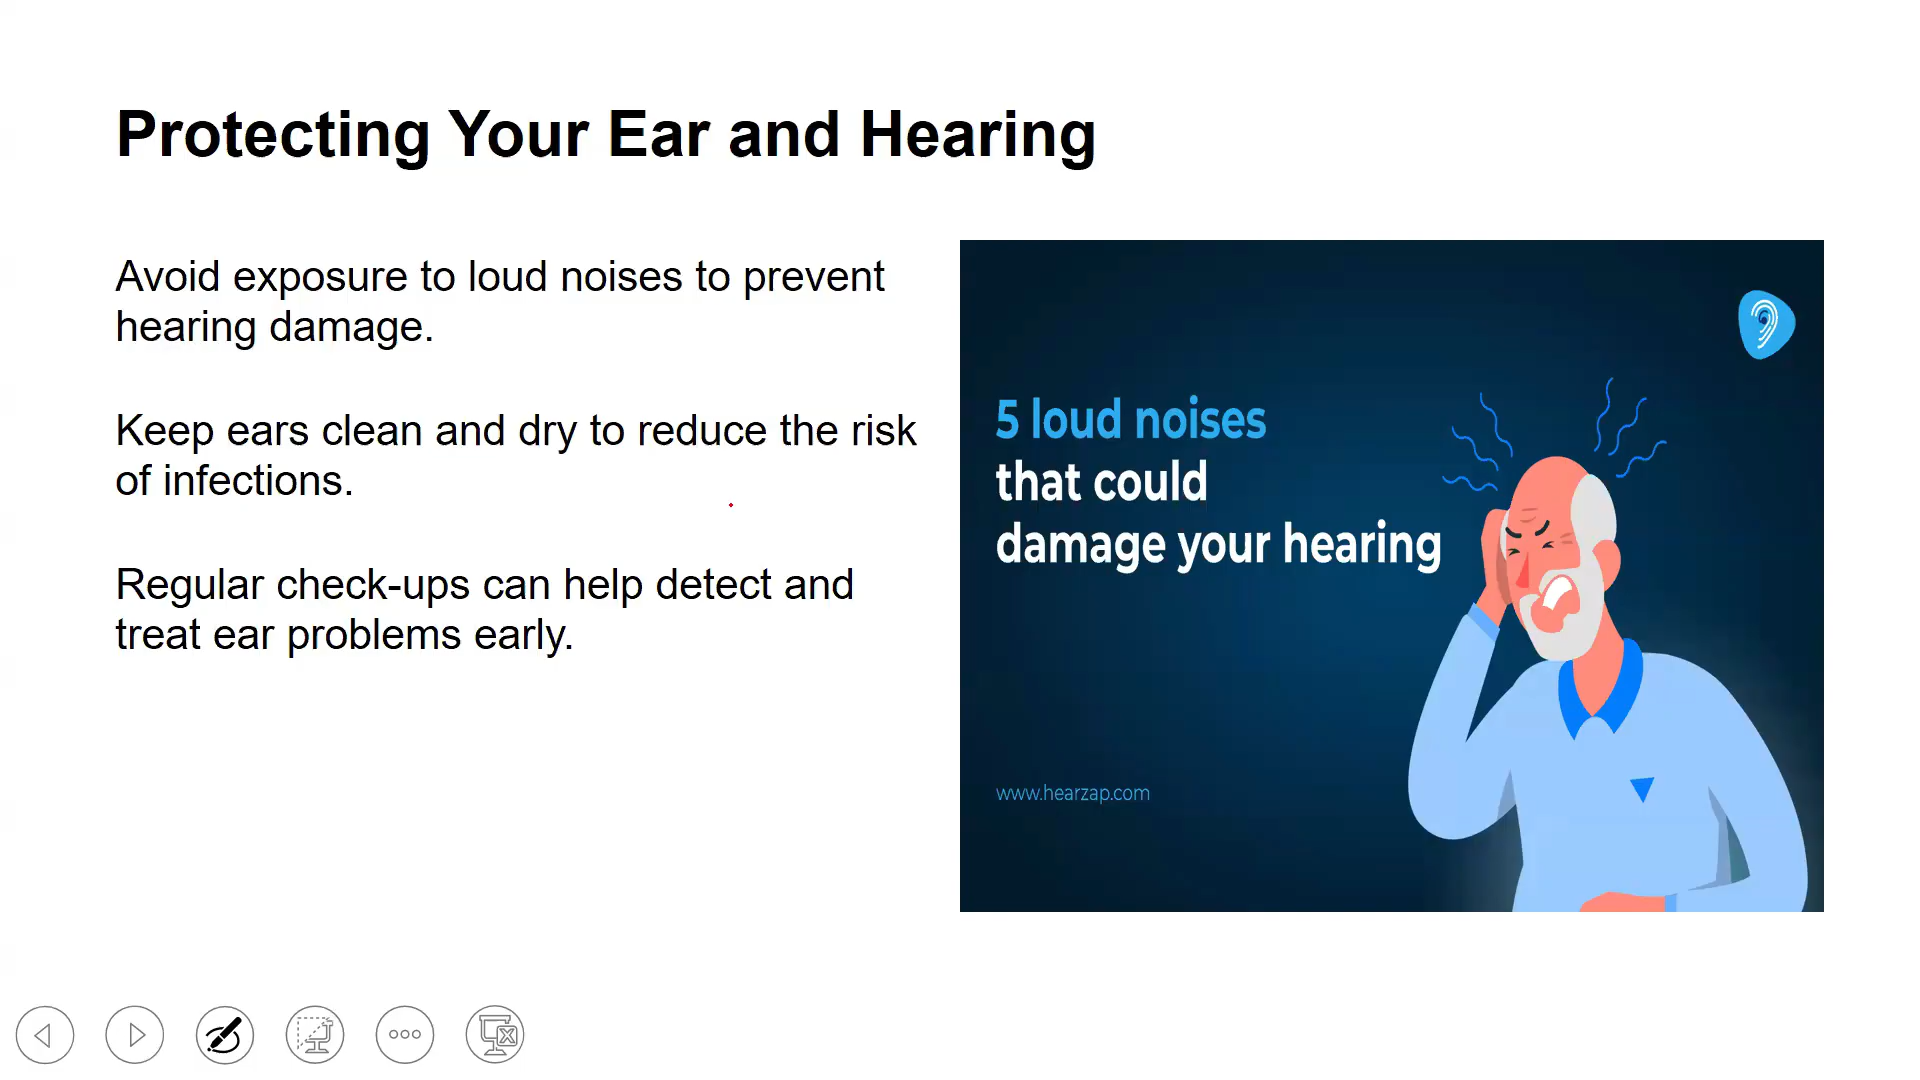 Protecting Your Ear and Hearing
Avoid exposure to loud noises to prevent
hearing damage.
Keep ears clean and dry to reduce the risk
of infections.
Regular check-ups can help detect and
treat ear problems early.
5 loud noises
that could
damage your hearing
www.hearzap.com